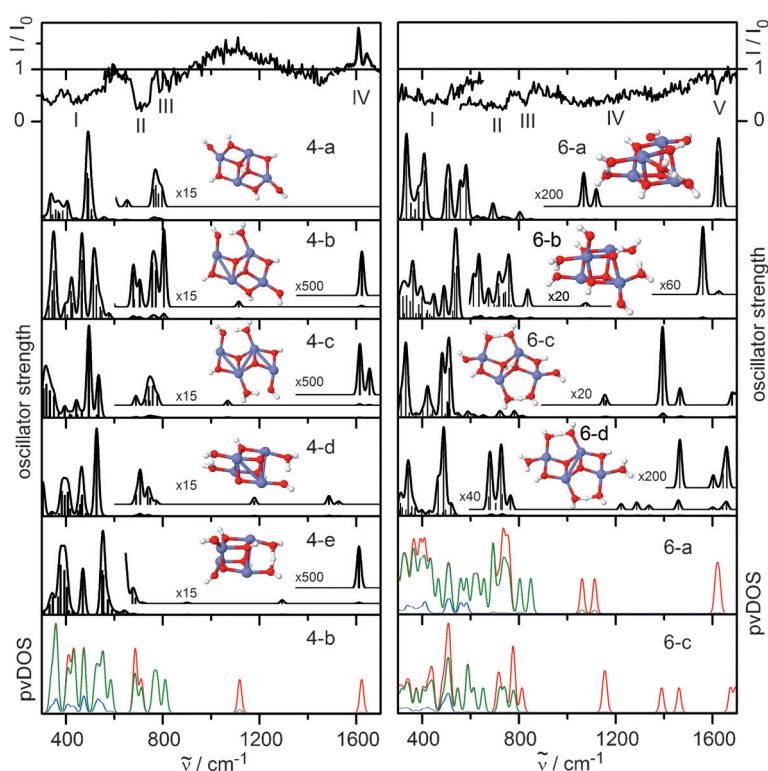 I / I₀
1
0
I
II
III
IV
4-a
x15
4-b
x15
x500
4-c
x15
x500
4-d
x15
4-e
x15
x500
4-b
oscillator strength
pvDOS
400
800
1200
1600
ṽ / cm⁻¹
I
II
III
IV
V
6-a
x200
6-b
x20
x60
6-c
x20
6-d
x40
x200
6-a
6-c
I / I₀
1
0
oscillator strength
pvDOS
400
800
1200
1600
ṽ / cm⁻¹